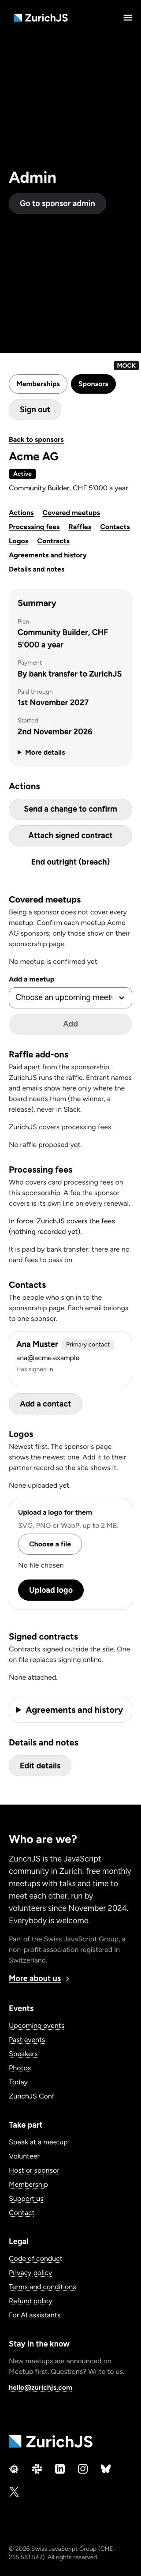 ZurichJS
Admin
Go to sponsor admin
MOCK
Memberships
Sponsors
Sign out
Back to sponsors
Acme AG
Active
Community Builder, CHF 5'000 a year
Actions
Covered meetups
Processing fees
Raffles
Contacts
Logos
Contracts
Agreements and history
Details and notes
Summary
Plan
Community Builder, CHF
5'000 a year
Payment
By bank transfer to ZurichJS
Paid through
1st November 2027
Started
2nd November 2026
More details
Actions
Send a change to confirm
Attach signed contract
End outright (breach)
Covered meetups
Being a sponsor does not cover every
meetup. Confirm each meetup Acme
AG sponsors; only those show on their
sponsorship page.
No meetup is confirmed yet.
Add a meetup
Choose an upcoming meetu
Add
Raffle add-ons
Paid apart from the sponsorship.
ZurichJS runs the raffle. Entrant names
and emails show here only where the
board needs them (the winner, a
release), never in Slack.
ZurichJS covers processing fees.
No raffle proposed yet.
Processing fees
Who covers card processing fees on
this sponsorship. A fee the sponsor
covers is its own line on every renewal.
In force: ZurichJS covers the fees
(nothing recorded yet).
It is paid by bank transfer: there are no
card fees to pass on.
Contacts
The people who sign in to the
sponsorship page. Each email belongs
to one sponsor.
Ana Muster
Primary contact
ana@acme.example
Has signed in
Add a contact
Logos
Newest first. The sponsor's page
shows the newest one. Add it to their
partner record so the site shows it.
None uploaded yet.
Upload a logo for them
SVG, PNG or WebP, up to 2 MB.
Choose a file
No file chosen
Upload logo
Signed contracts
Contracts signed outside the site. One
on file replaces signing online.
None attached.
Agreements and history
Details and notes
Edit details
Who are we?
ZurichJS is the JavaScript
community in Zurich: free monthly
meetups with talks and time to
meet each other, run by
volunteers since November 2024.
Everybody is welcome.
Part of the Swiss JavaScript Group, a
non-profit association registered in
Switzerland.
More about us
Events
Upcoming events
Past events
Speakers
Photos
Today
ZurichJS Conf
Take part
Speak at a meetup
Volunteer
Host or sponsor
Membership
Support us
Contact
Legal
Code of conduct
Privacy policy
Terms and conditions
Refund policy
For AI assistants
Stay in the know
New meetups are announced on
Meetup first. Questions? Write to us.
hello@zurichjs.com
ZurichJS
© 2026 Swiss JavaScript Group (CHE-
255.581.547). All rights reserved.